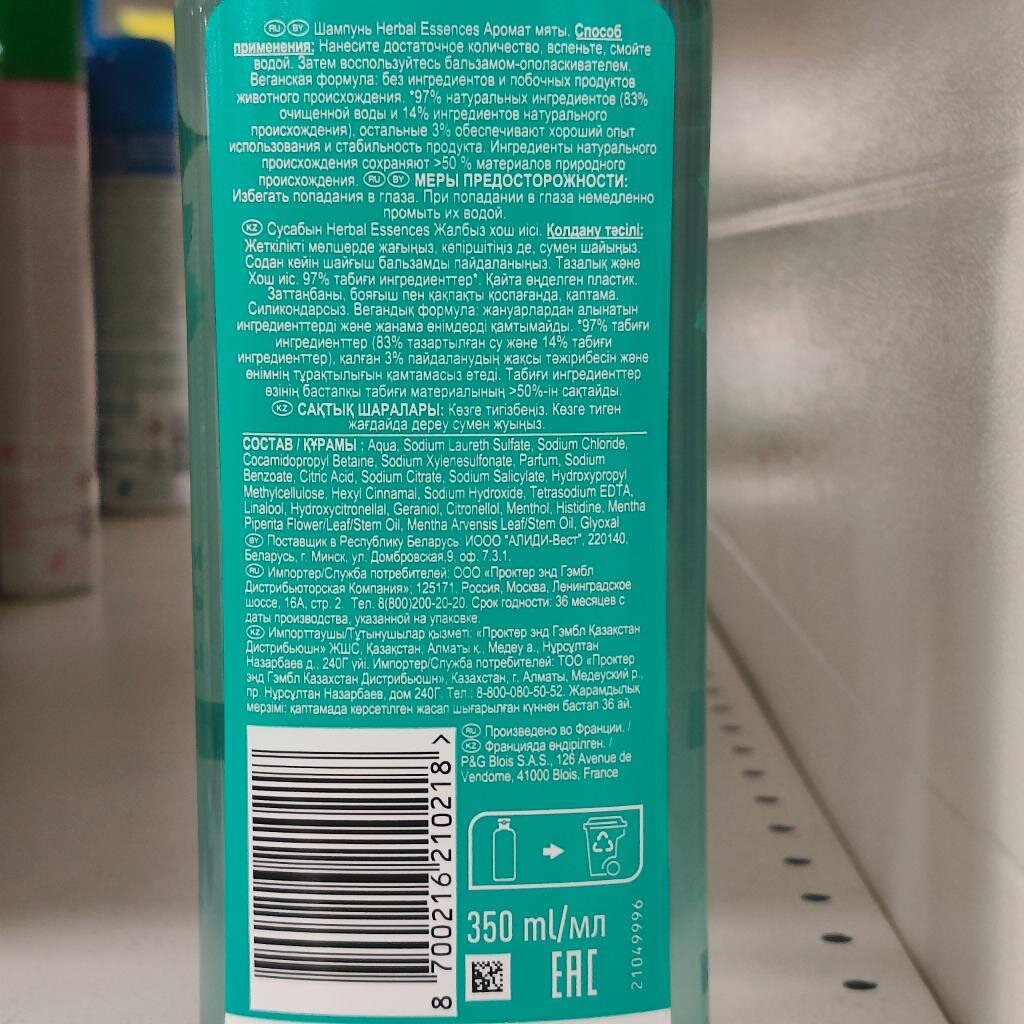 RU BY Шампунь Herbal Essences Аромат мяты. Способ
применения: Нанесите достаточное количество, вспеньте, смойте
водой. Затем воспользуйтесь бальзамом-ополаскивателем.
Веганская формула: без ингредиентов и побочных продуктов
животного происхождения. *97% натуральных ингредиентов (83%
очищенной воды и 14% ингредиентов натурального
происхождения), остальные 3% обеспечивают хороший опыт
использования и стабильность продукта. Ингредиенты натурального
происхождения сохраняют >50 % материалов природного
происхождения. RU BY МЕРЫ ПРЕДОСТОРОЖНОСТИ:
Избегать попадания в глаза. При попадании в глаза немедленно
промыть их водой.
KZ Сусабын Herbal Essences Жалбыз хош иісі. Қолдану тәсілі:
Жеткілікті мөлшерде жағыңыз, көпіршітіңіз де, сумен шайыңыз.
Содан кейін шайғыш бальзамды пайдаланыңыз. Тазалық және
Хош иіс. 97% табиғи ингредиенттер*. Қайта өңделген пластик.
Заттаңбаны, бояғыш пен қақпақты қоспағанда, қаптама.
Силикондарсыз. Вегандық формула: жануарлардан алынатын
ингредиенттерді және жанама өнімдерді қамтымайды. *97% табиғи
ингредиенттер (83% тазартылған су және 14% табиғи
ингредиенттер), қалған 3% пайдаланудың жақсы тәжірибесін және
өнімнің тұрақтылығын қамтамасыз етеді. Табиғи ингредиенттер
өзінің бастапқы табиғи материалының >50%-ін сақтайды.
KZ САҚТЫҚ ШАРАЛАРЫ: Көзге тигізбеңіз. Көзге тиген
жағдайда дереу сумен жуыңыз.
СОСТАВ / ҚҰРАМЫ : Aqua, Sodium Laureth Sulfate, Sodium Chloride,
Cocamidopropyl Betaine, Sodium Xylenesulfonate, Parfum, Sodium
Benzoate, Citric Acid, Sodium Citrate, Sodium Salicylate, Hydroxypropyl
Methylcellulose, Hexyl Cinnamal, Sodium Hydroxide, Tetrasodium EDTA,
Linalool, Hydroxycitronellal, Geraniol, Citronellol, Menthol, Histidine, Mentha
Piperita Flower/Leaf/Stem Oil, Mentha Arvensis Leaf/Stem Oil, Glyoxal
BY Поставщик в Республику Беларусь: ИООО "АЛИДИ-Вест", 220140,
Беларусь, г. Минск, ул. Домбровская,9. оф. 7.3.1.
RU Импортер/Служба потребителей: ООО «Проктер энд Гэмбл
Дистрибьюторская Компания»; 125171, Россия, Москва, Ленинградское
шоссе, 16А, стр. 2. Тел. 8(800)200-20-20. Срок годности: 36 месяцев с
даты производства, указанной на упаковке.
KZ Импорттаушы/Тұтынушылар қызметі: «Проктер энд Гэмбл Қазақстан
Дистрибьюшн» ЖШС, Қазақстан, Алматы қ., Медеу а., Нұрсұлтан
Назарбаев д., 240Г үйі. Импортер/Служба потребителей: ТОО «Проктер
энд Гэмбл Казахстан Дистрибьюшн», Казахстан, г. Алматы, Медеуский р.,
пр. Нұрсұлтан Назарбаев, дом 240Г. Тел.: 8-800-080-50-52. Жарамдылық
мерзімі: қаптамада көрсетілген жасап шығарылған күннен бастап 36 ай.
RU Произведено во Франции. /
KZ Францияда өндірілген. /
P&G Blois S.A.S., 126 Avenue de
Vendome, 41000 Blois, France
8 700216 210218 >
350 ml/мл
EAC
21049996